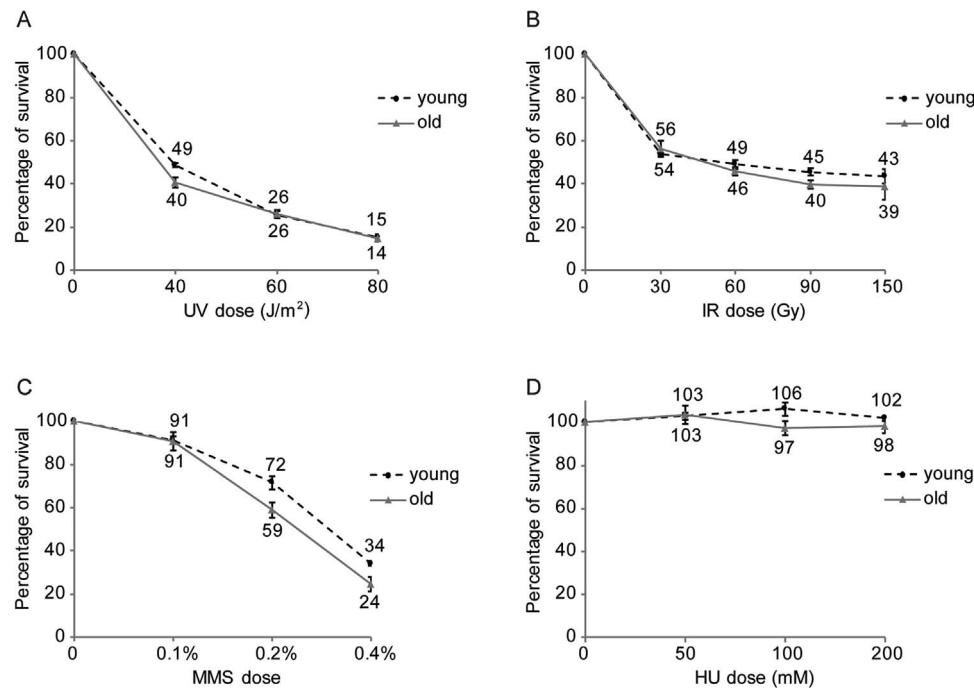 A
Percentage of survival
100
80
60
40
20
0
49
40
26
26
15
14
young
old
0 40 60 80
UV dose (J/m²)
B
Percentage of survival
100
80
60
40
20
0
56
54
49
46
45
40
43
39
young
old
0 30 60 90 150
IR dose (Gy)
C
Percentage of survival
100
80
60
40
20
0
91
91
72
59
34
24
young
old
0 0.1% 0.2% 0.4%
MMS dose
D
Percentage of survival
100
80
60
40
20
0
103
103
106
97
102
98
young
old
0 50 100 200
HU dose (mM)